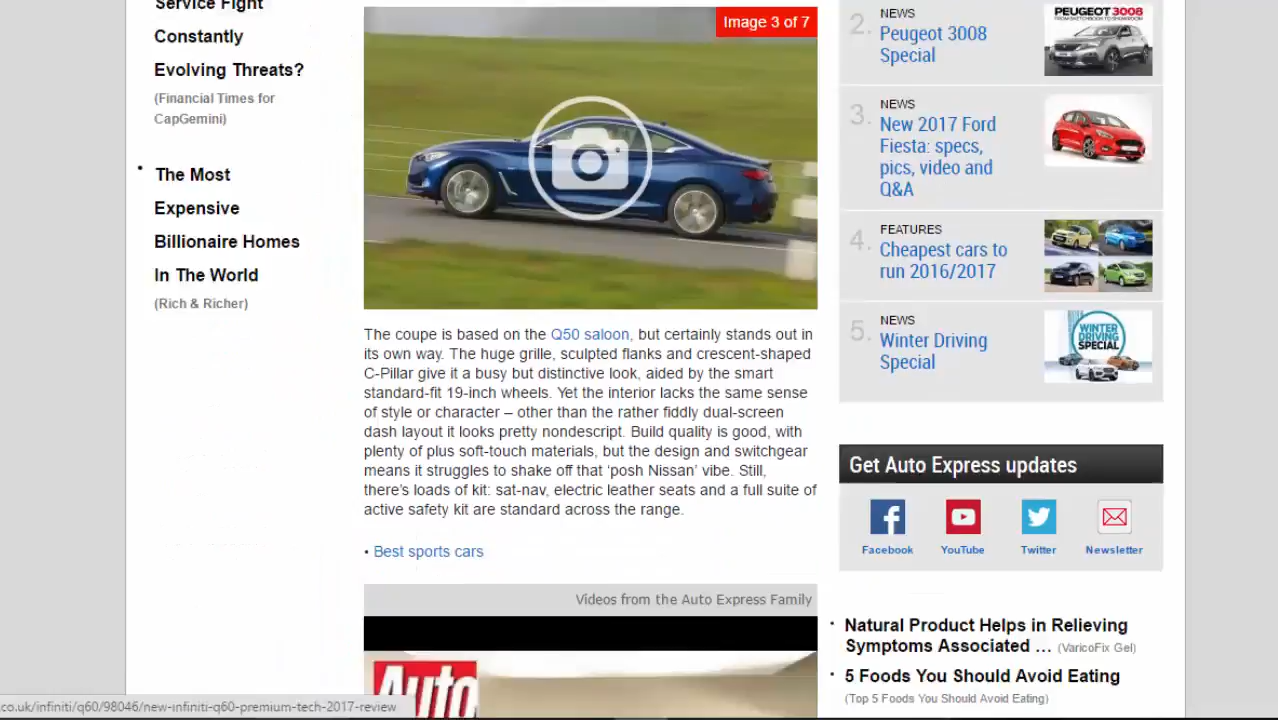 Service Fight
Constantly
Evolving Threats?
(Financial Times for
CapGemini)
• The Most
Expensive
Billionaire Homes
In The World
(Rich & Richer)
Image 3 of 7
The coupe is based on the Q50 saloon, but certainly stands out in
its own way. The huge grille, sculpted flanks and crescent-shaped
C-Pillar give it a busy but distinctive look, aided by the smart
standard-fit 19-inch wheels. Yet the interior lacks the same sense
of style or character – other than the rather fiddly dual-screen
dash layout it looks pretty nondescript. Build quality is good, with
plenty of plus soft-touch materials, but the design and switchgear
means it struggles to shake off that ‘posh Nissan’ vibe. Still,
there’s loads of kit: sat-nav, electric leather seats and a full suite of
active safety kit are standard across the range.
• Best sports cars
Videos from the Auto Express Family
Auto
2. NEWS
Peugeot 3008
Special
PEUGEOT 3008
3. NEWS
New 2017 Ford
Fiesta: specs,
pics, video and
Q&A
4. FEATURES
Cheapest cars to
run 2016/2017
5. NEWS
Winter Driving
Special
WINTER
DRIVING
SPECIAL
Get Auto Express updates
Facebook YouTube Twitter Newsletter
• Natural Product Helps in Relieving
Symptoms Associated … (VaricoFix Gel)
• 5 Foods You Should Avoid Eating
(Top 5 Foods You Should Avoid Eating)
.co.uk/infiniti/q60/98046/new-infiniti-q60-premium-tech-2017-review